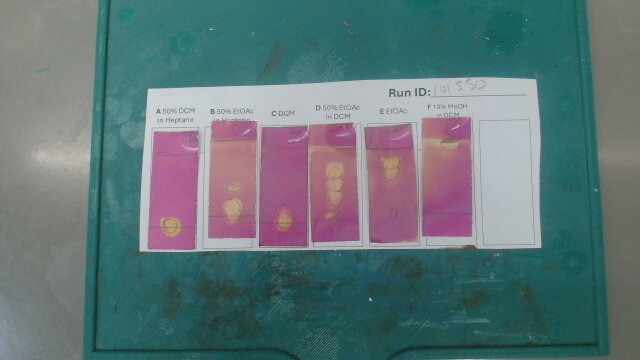 Run ID: 101550
A 50% DCM
in Heptane
B 50% EtOAc
in Heptane
C DCM
D 50% EtOAc
in DCM
E EtOAc
F 10% MeOH
in DCM